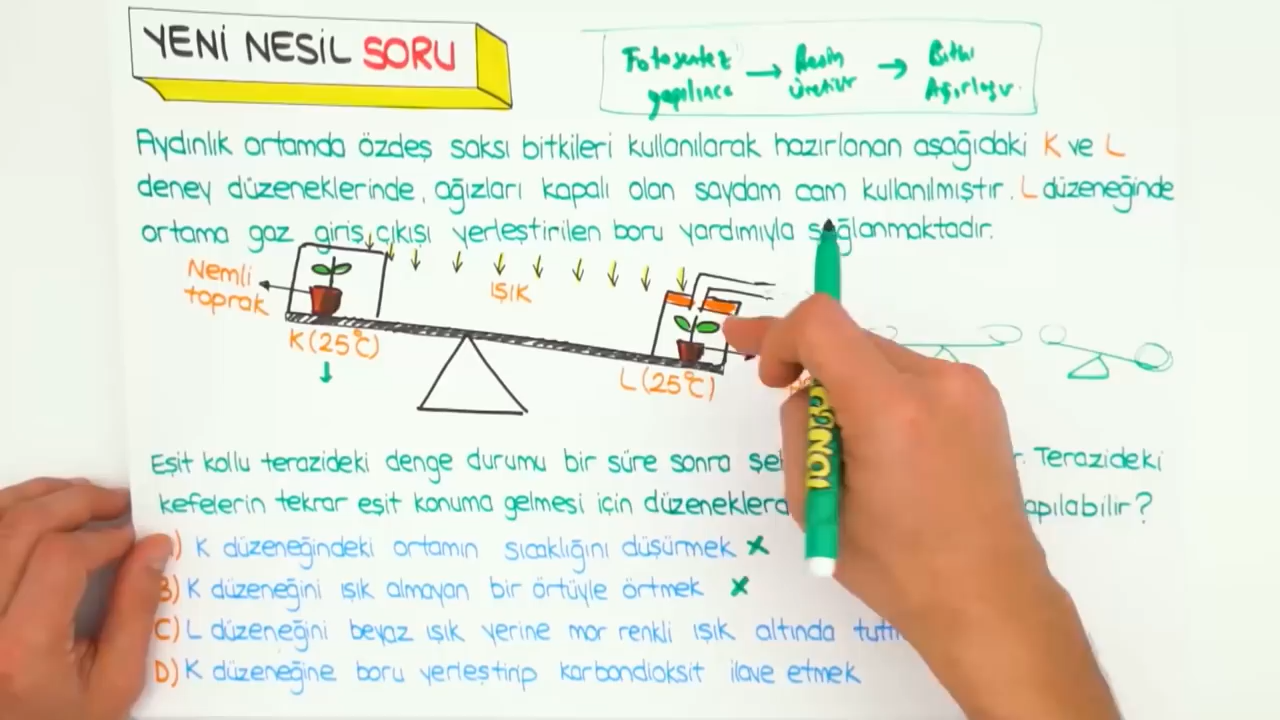 YENİ NESİL SORU
Fotosentez yapılınca → Besin üretilir → Bitki Ağırlaşır.
Aydınlık ortamda özdeş saksı bitkileri kullanılarak hazırlanan aşağıdaki K ve L
deney düzeneklerinde, ağızları kapalı olan saydam cam kullanılmıştır. L düzeneğinde
ortama gaz giriş çıkışı yerleştirilen boru yardımıyla sağlanmaktadır.
Nemli
toprak
IŞIK
K (25°C)
L (25°C)
Eşit kollu terazideki denge durumu bir süre sonra Terazideki
kefelerin tekrar eşit konuma gelmesi için
A) K düzeneğindeki ortamın sıcaklığını düşürmek ✗
B) K düzeneğini ışık almayan bir örtüyle örtmek ✗
C) L düzeneğini beyaz ışık yerine mor renkli ışık altında
D) K düzeneğine boru yerleştirip karbondioksit ilave etmek
ORİNGİ